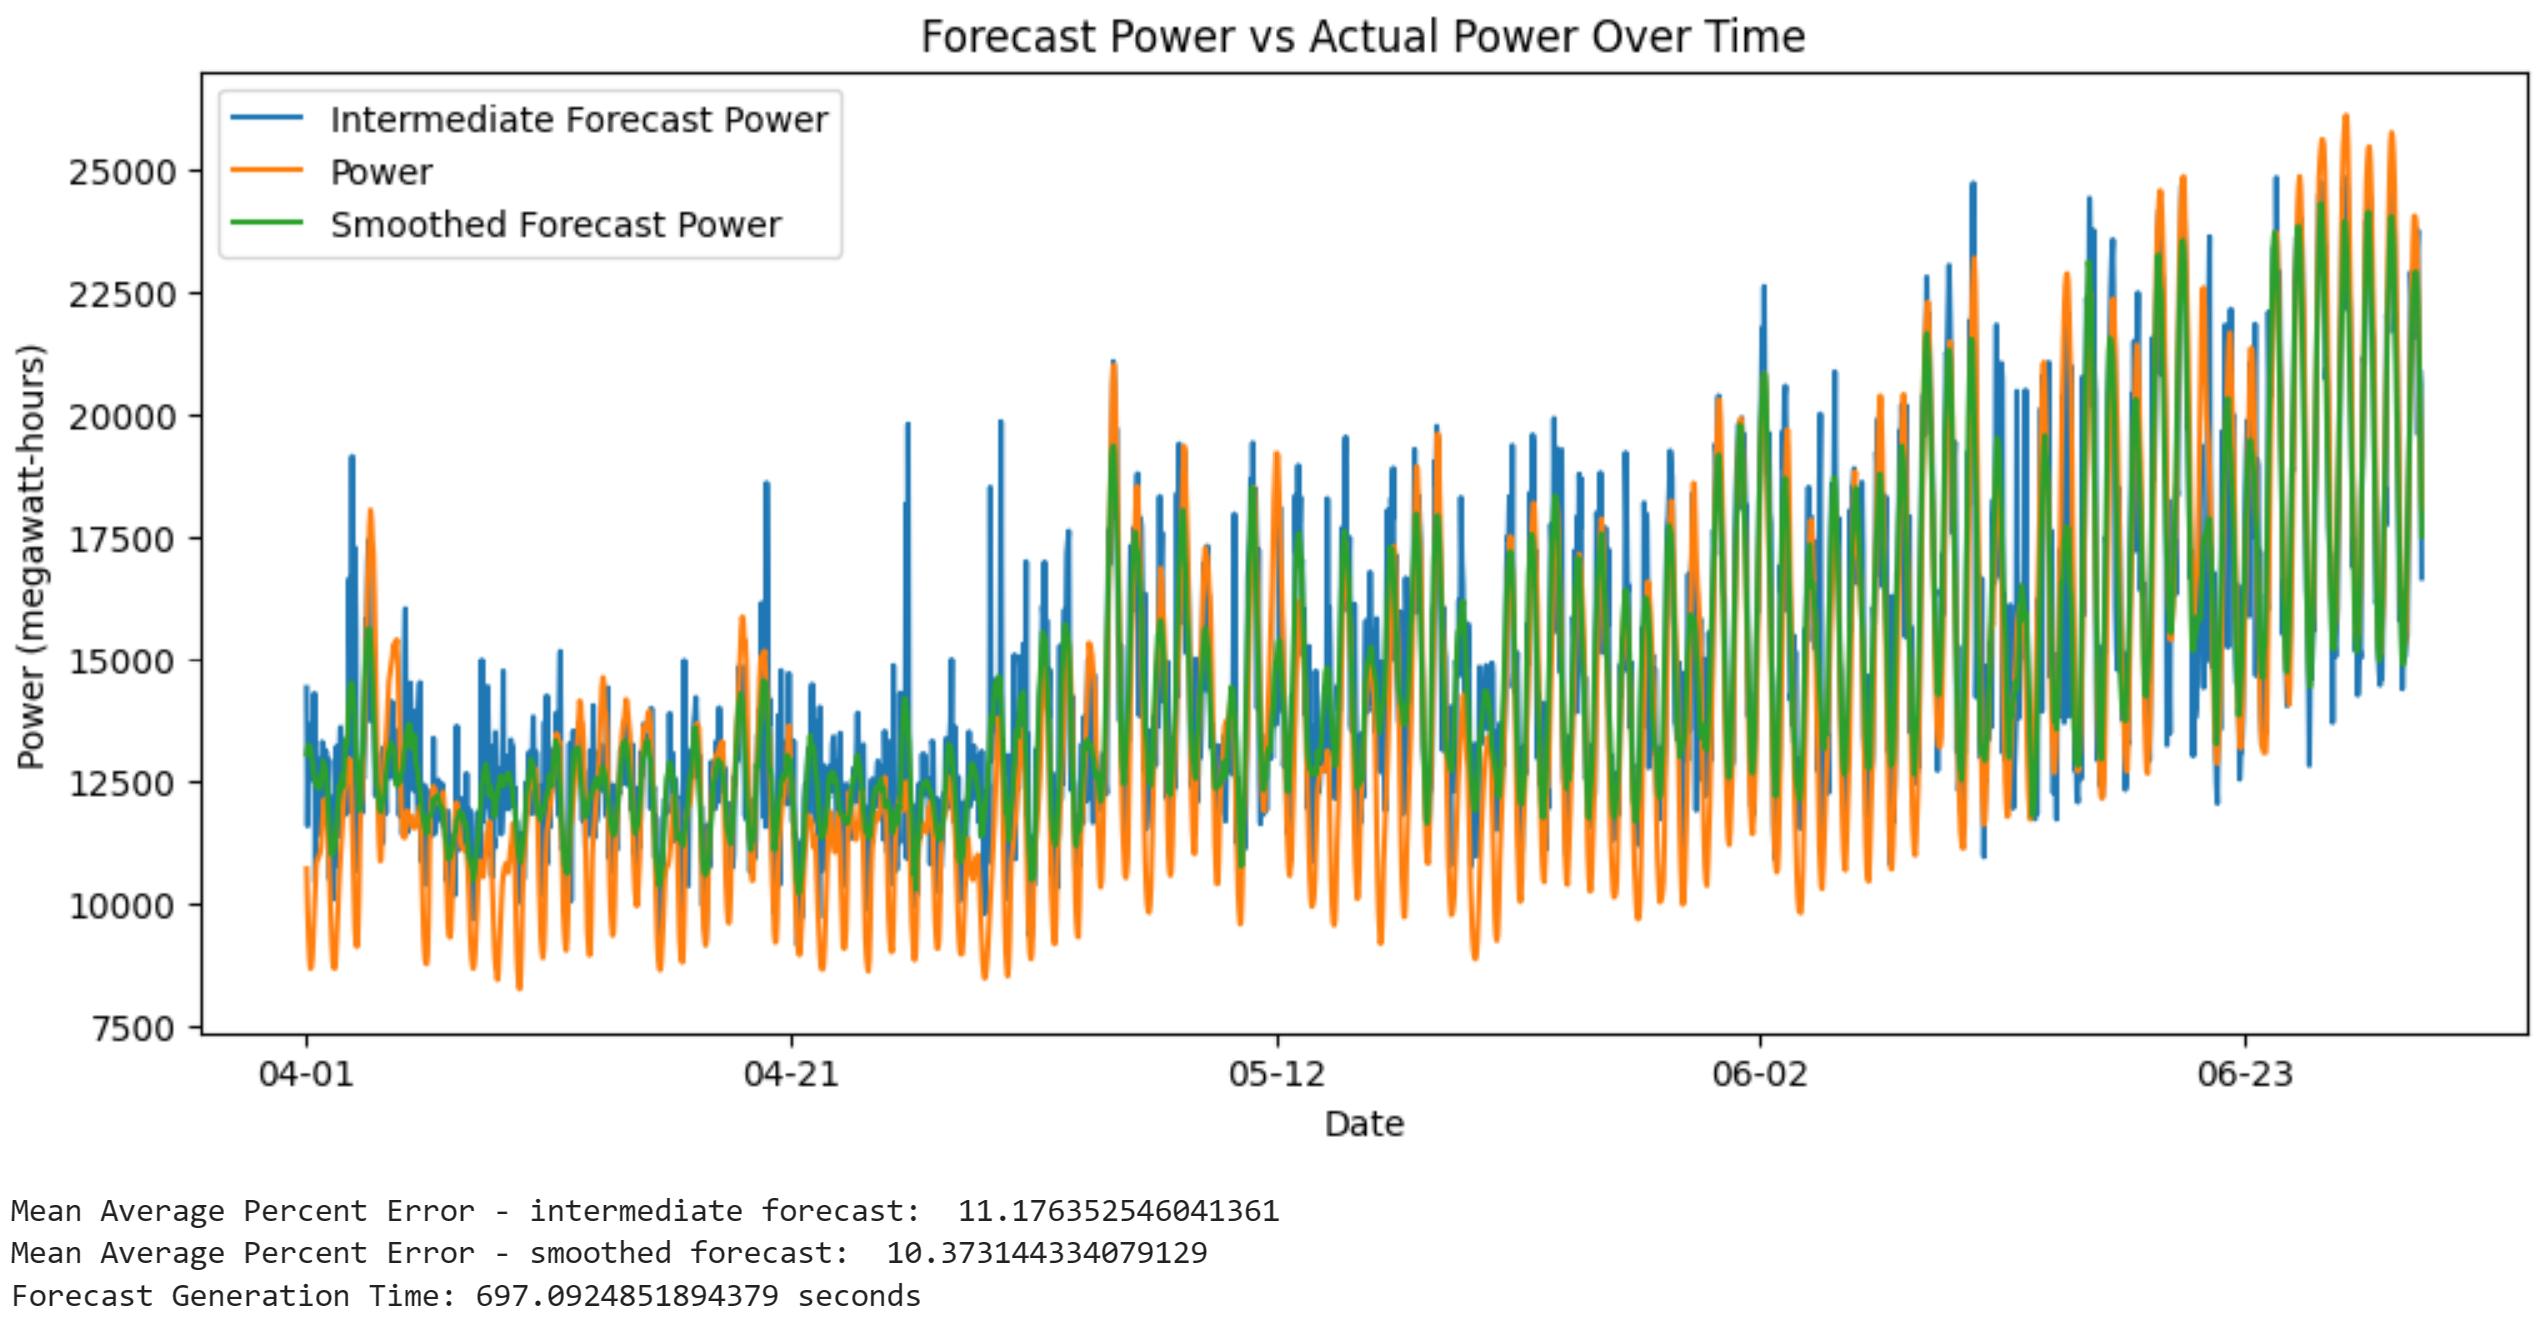 Forecast Power vs Actual Power Over Time
Intermediate Forecast Power
Power
Smoothed Forecast Power
Power (megawatt-hours)
25000
22500
20000
17500
15000
12500
10000
7500
04-01 04-21 05-12 06-02 06-23
Date
Mean Average Percent Error - intermediate forecast:  11.176352546041361
Mean Average Percent Error - smoothed forecast:  10.373144334079129
Forecast Generation Time: 697.0924851894379 seconds